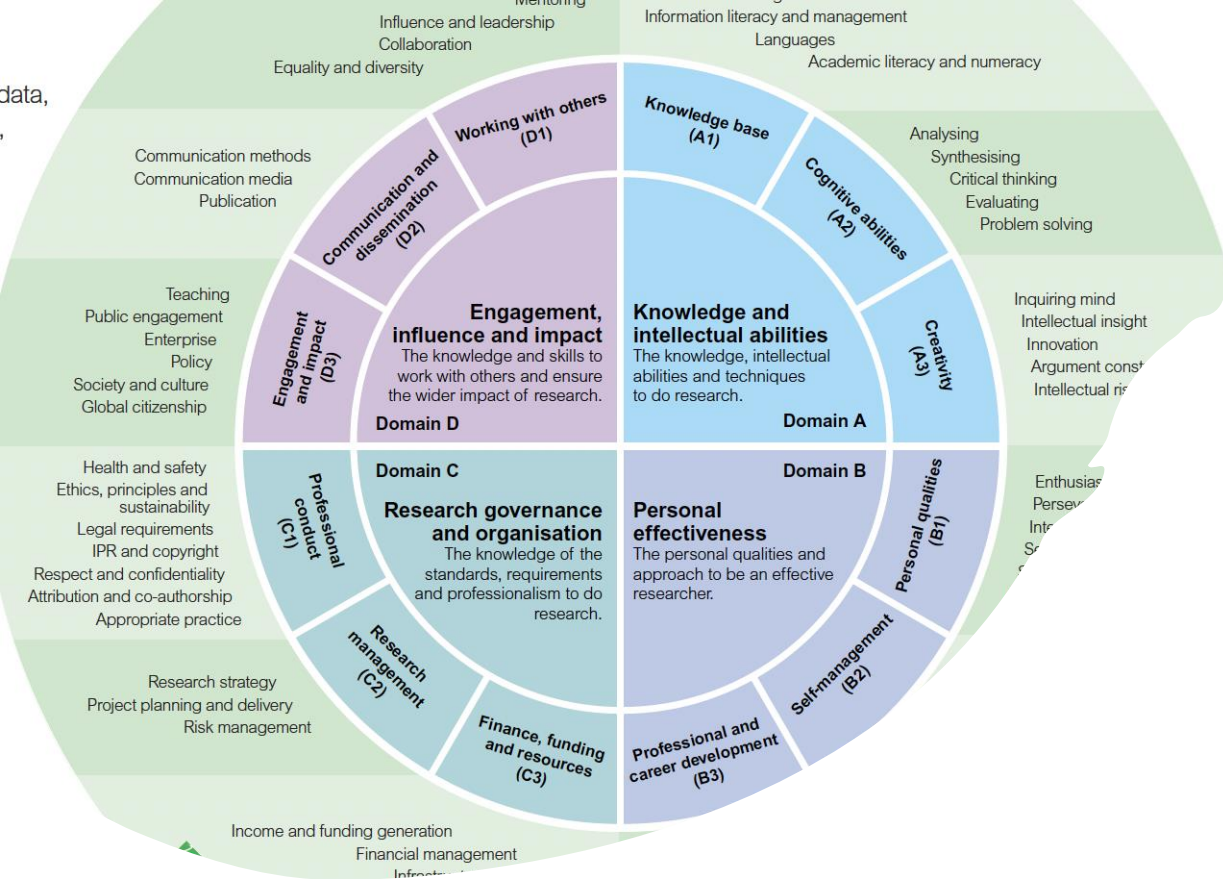 data,
,
Mentoring
Influence and leadership
Collaboration
Equality and diversity
Information literacy and management
Languages
Academic literacy and numeracy
Communication methods
Communication media
Publication
Analysing
Synthesising
Critical thinking
Evaluating
Problem solving
Teaching
Public engagement
Enterprise
Policy
Society and culture
Global citizenship
Inquiring mind
Intellectual insight
Innovation
Argument
Intellectual
Health and safety
Ethics, principles and
sustainability
Legal requirements
IPR and copyright
Respect and confidentiality
Attribution and co-authorship
Appropriate practice
Research strategy
Project planning and delivery
Risk management
Income and funding generation
Financial management
Working with others
(D1)
Communication and
dissemination
(D2)
Engagement
and impact
(D3)
Knowledge base
(A1)
Cognitive abilities
(A2)
Creativity
(A3)
Engagement,
influence and impact
The knowledge and skills to
work with others and ensure
the wider impact of research.
Domain D
Knowledge and
intellectual abilities
The knowledge, intellectual
abilities and techniques
to do research.
Domain A
Domain C
Research governance
and organisation
The knowledge of the
standards, requirements
and professionalism to do
research.
Domain B
Personal
effectiveness
The personal qualities and
approach to be an effective
researcher.
Professional
conduct
(C1)
Research
management
(C2)
Finance, funding
and resources
(C3)
Personal qualities
(B1)
Self-management
(B2)
Professional and
career development
(B3)